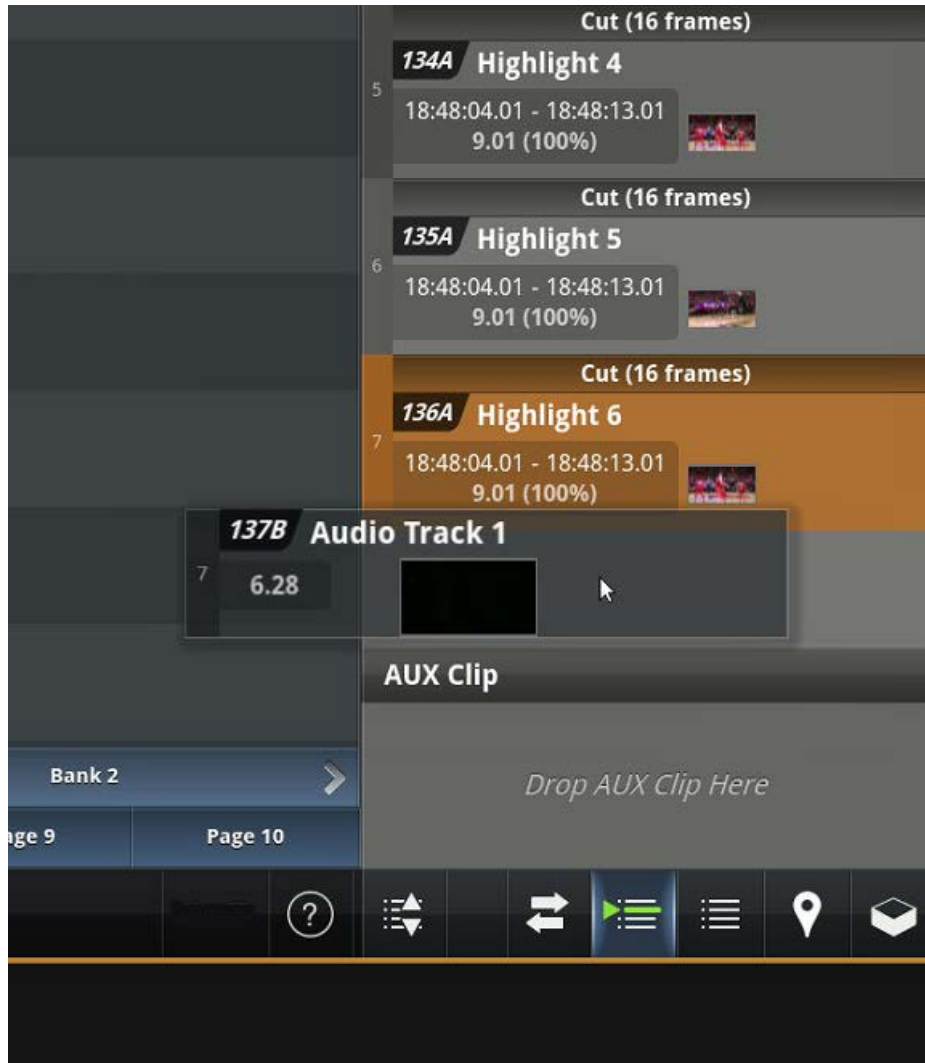 Cut (16 frames)
134A Highlight 4
5
18:48:04.01 - 18:48:13.01
9.01 (100%)
Cut (16 frames)
135A Highlight 5
6
18:48:04.01 - 18:48:13.01
9.01 (100%)
Cut (16 frames)
136A Highlight 6
7
18:48:04.01 - 18:48:13.01
9.01 (100%)
137B Audio Track 1
7
6.28
AUX Clip
Drop AUX Clip Here
Bank 2
age 9
Page 10
?